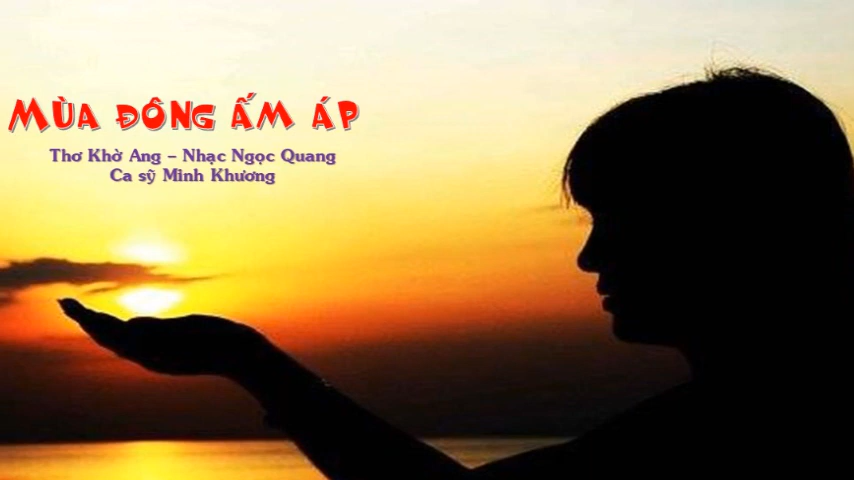 MÙA ĐÔNG ẤM ÁP
Thơ Khờ Ang – Nhạc Ngọc Quang
Ca sỹ Minh Khương